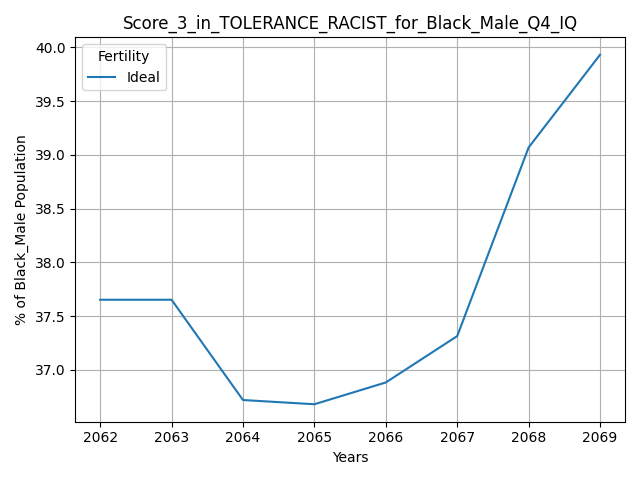 Score_3_in_TOLERANCE_RACIST_for_Black_Male_Q4_IQ
Fertility
Ideal
% of Black_Male Population
40.0
39.5
39.0
38.5
38.0
37.5
37.0
2062 2063 2064 2065 2066 2067 2068 2069
Years